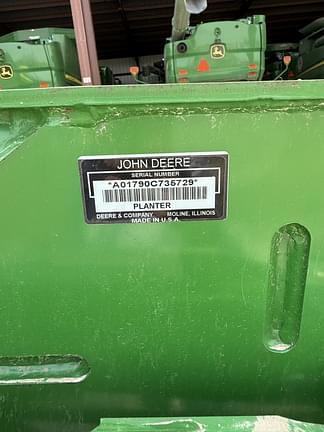 JOHN DEERE
SERIAL NUMBER
*A01790C735729*
PLANTER
DEERE & COMPANY MOLINE, ILLINOIS
MADE IN U.S.A.